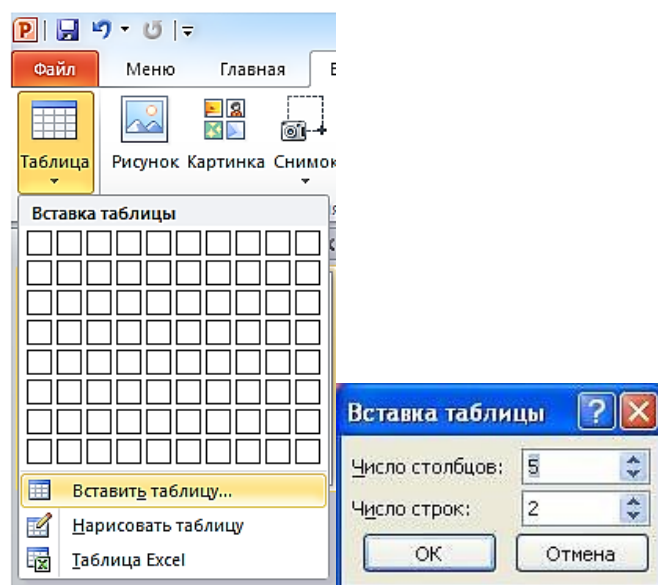 P
Файл Меню Главная
Таблица Рисунок Картинка Снимок
Вставка таблицы
Вставить таблицу...
Нарисовать таблицу
Таблица Excel
Вставка таблицы ?
Число столбцов: 5
Число строк: 2
ОК Отмена